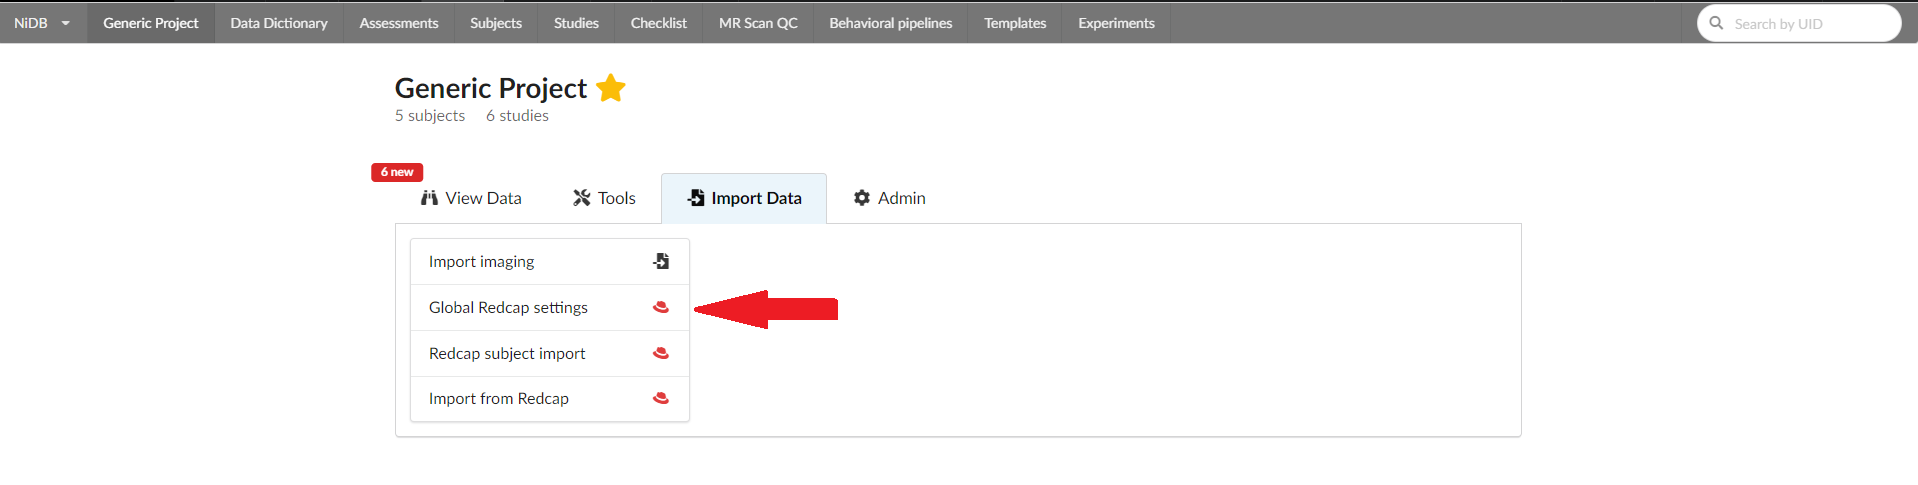 NiDB Generic Project Data Dictionary Assessments Subjects Studies Checklist MR Scan QC Behavioral pipelines Templates Experiments Search by UID
Generic Project
5 subjects 6 studies
6 new
View Data Tools Import Data Admin
Import imaging
Global Redcap settings
Redcap subject import
Import from Redcap